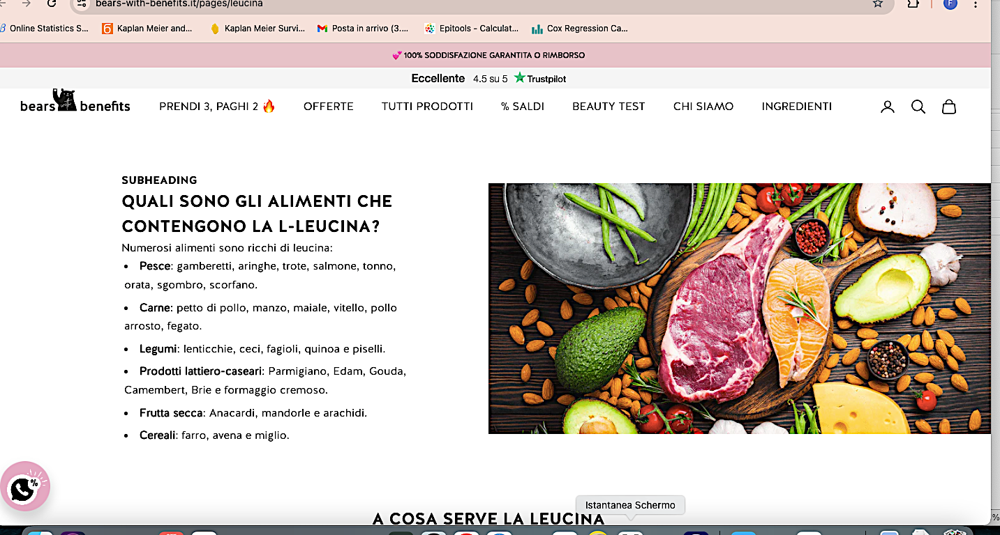 bears-with-benefits.it/pages/leucina
F
Online Statistics S...
Kaplan Meier and...
Kaplan Meier Survi...
Posta in arrivo (3....
Epitools - Calculat...
Cox Regression Ca...
💕 100% SODDISFAZIONE GARANTITA O RIMBORSO
Eccellente 4.5 su 5 Trustpilot
bears with benefits
PRENDI 3, PAGHI 2 🔥
OFFERTE
TUTTI PRODOTTI
% SALDI
BEAUTY TEST
CHI SIAMO
INGREDIENTI
SUBHEADING
QUALI SONO GLI ALIMENTI CHE
CONTENGONO LA L-LEUCINA?
Numerosi alimenti sono ricchi di leucina:
• Pesce: gamberetti, aringhe, trote, salmone, tonno,
orata, sgombro, scorfano.
• Carne: petto di pollo, manzo, maiale, vitello, pollo
arrosto, fegato.
• Legumi: lenticchie, ceci, fagioli, quinoa e piselli.
• Prodotti lattiero-caseari: Parmigiano, Edam, Gouda,
Camembert, Brie e formaggio cremoso.
• Frutta secca: Anacardi, mandorle e arachidi.
• Cereali: farro, avena e miglio.
%
Istantanea Schermo
A COSA SERVE LA LEUCINA
%